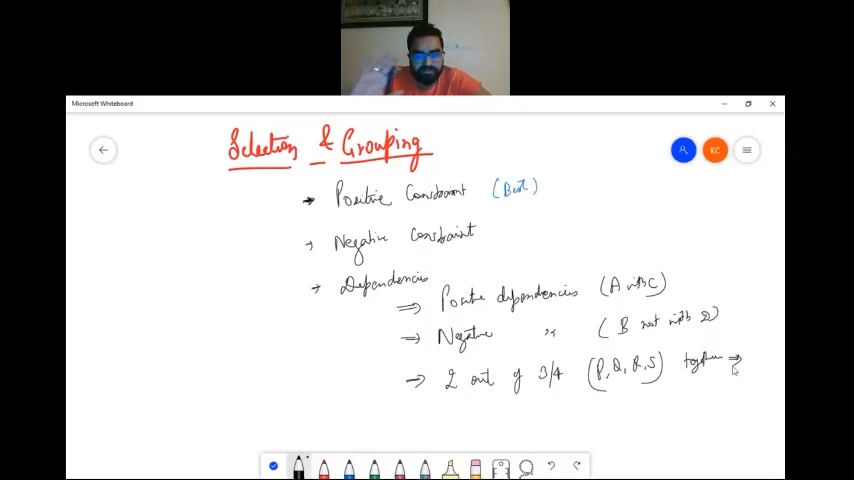 Microsoft Whiteboard
Selection & Grouping
KC
→ Positive Constraint (Best)
→ Negative Constraint
→ Dependencies
⇒ Positive dependencies (A with C)
⇒ Negative " (B not with D)
⇒ 2 out of 3/4 (P, Q, R, S) together ⇒